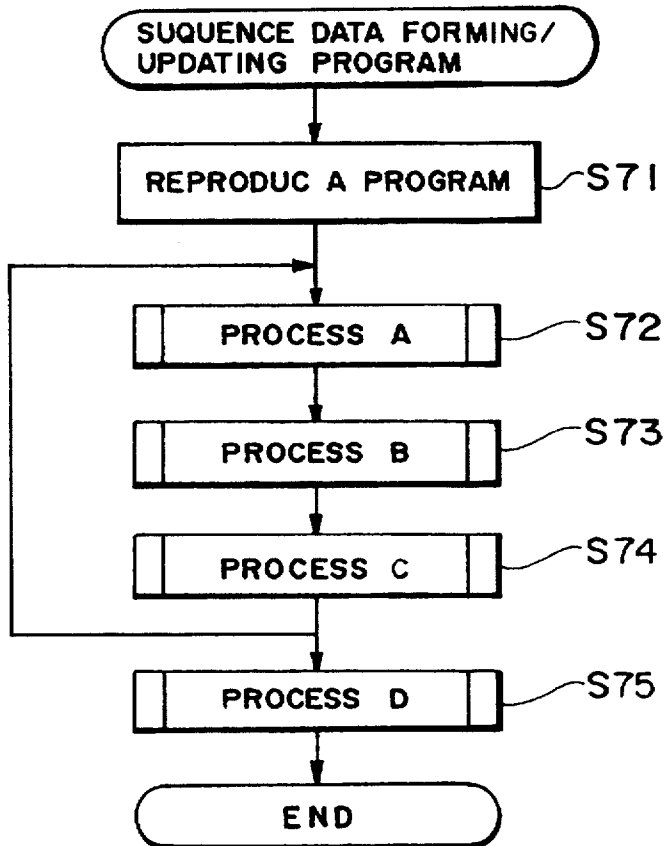 SUQUENCE DATA FORMING/
UPDATING PROGRAM
REPRODUC A PROGRAM
S71
PROCESS A
S72
PROCESS B
S73
PROCESS C
S74
PROCESS D
S75
END